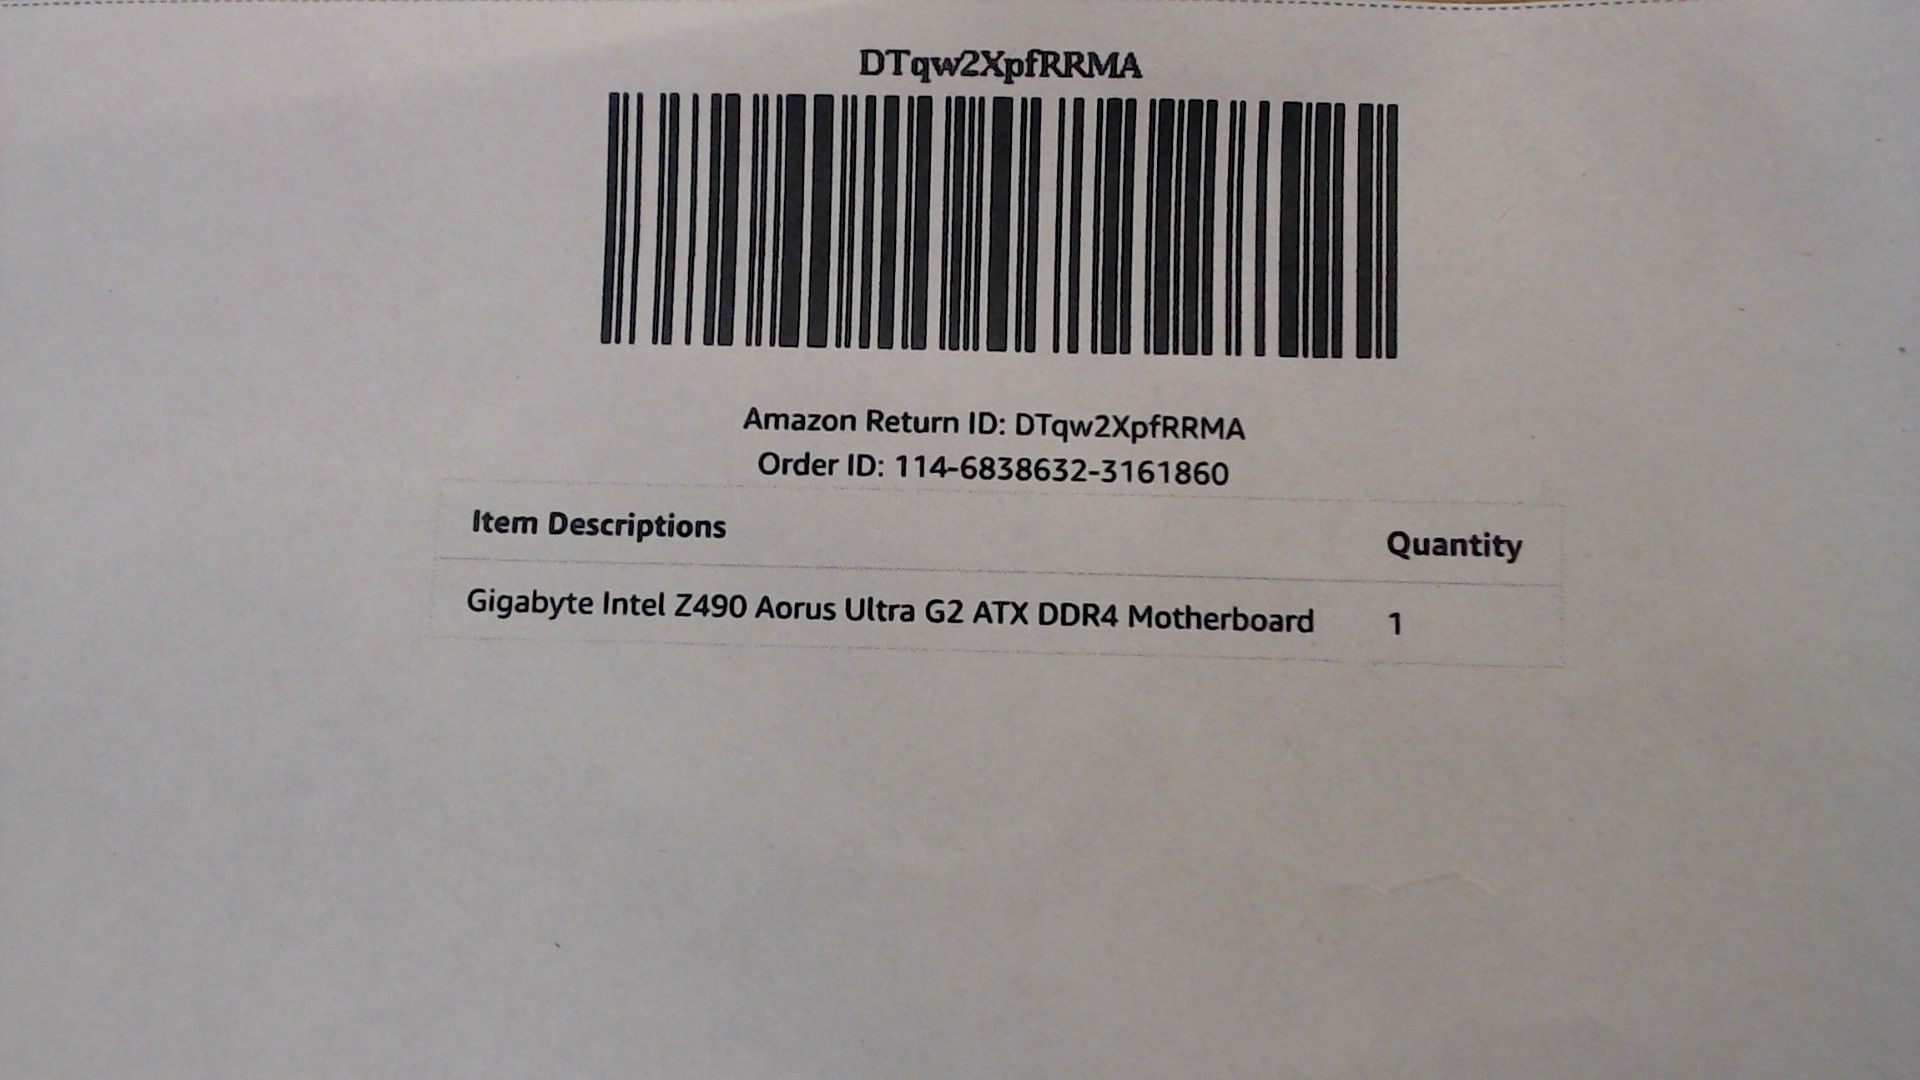 DTqw2XpfRRMA
Amazon Return ID: DTqw2XpfRRMA
Order ID: 114-6838632-3161860
Item Descriptions Quantity
Gigabyte Intel Z490 Aorus Ultra G2 ATX DDR4 Motherboard 1